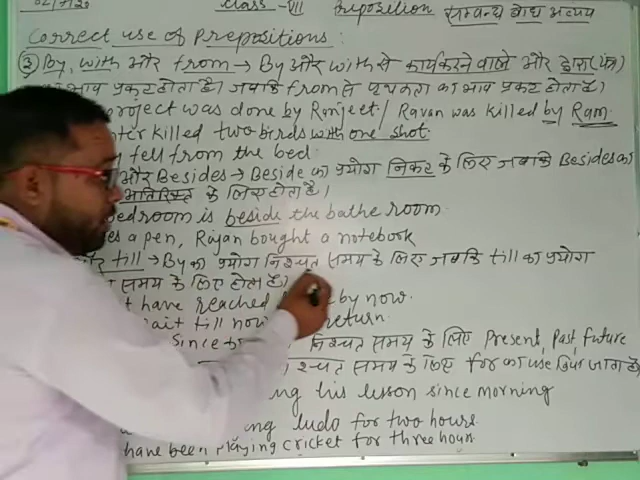 Class - VII Preposition सम्बन्ध बोध अव्यय
Correct use of Prepositions :
③ By, with और from → By और with से कार्य करने वाले और द्वारा (यंत्र)
का भाव प्रकट होता है। जबकि from से पृथकता का भाव प्रकट होता है।
project was done by Ranjeet / Ravan was killed by Ram.
killed two birds with one shot.
fell from the bed.
और Besides → Beside का प्रयोग निकट के लिए जबकि Besides का
अतिरिक्त के लिए होता है।
bedroom is beside the bathe room.
a pen, Rajan bought a notebook
और till → By का प्रयोग निश्चत समय के लिए जबकि till का प्रयोग
समय के लिए होता है।
have reached by now.
wait till return.
Since निश्चत समय के लिए Present, Past, Future
समय के लिए for का use किया जाता है
his lesson since morning
ludo for two hours.
have been playing cricket for three hours.